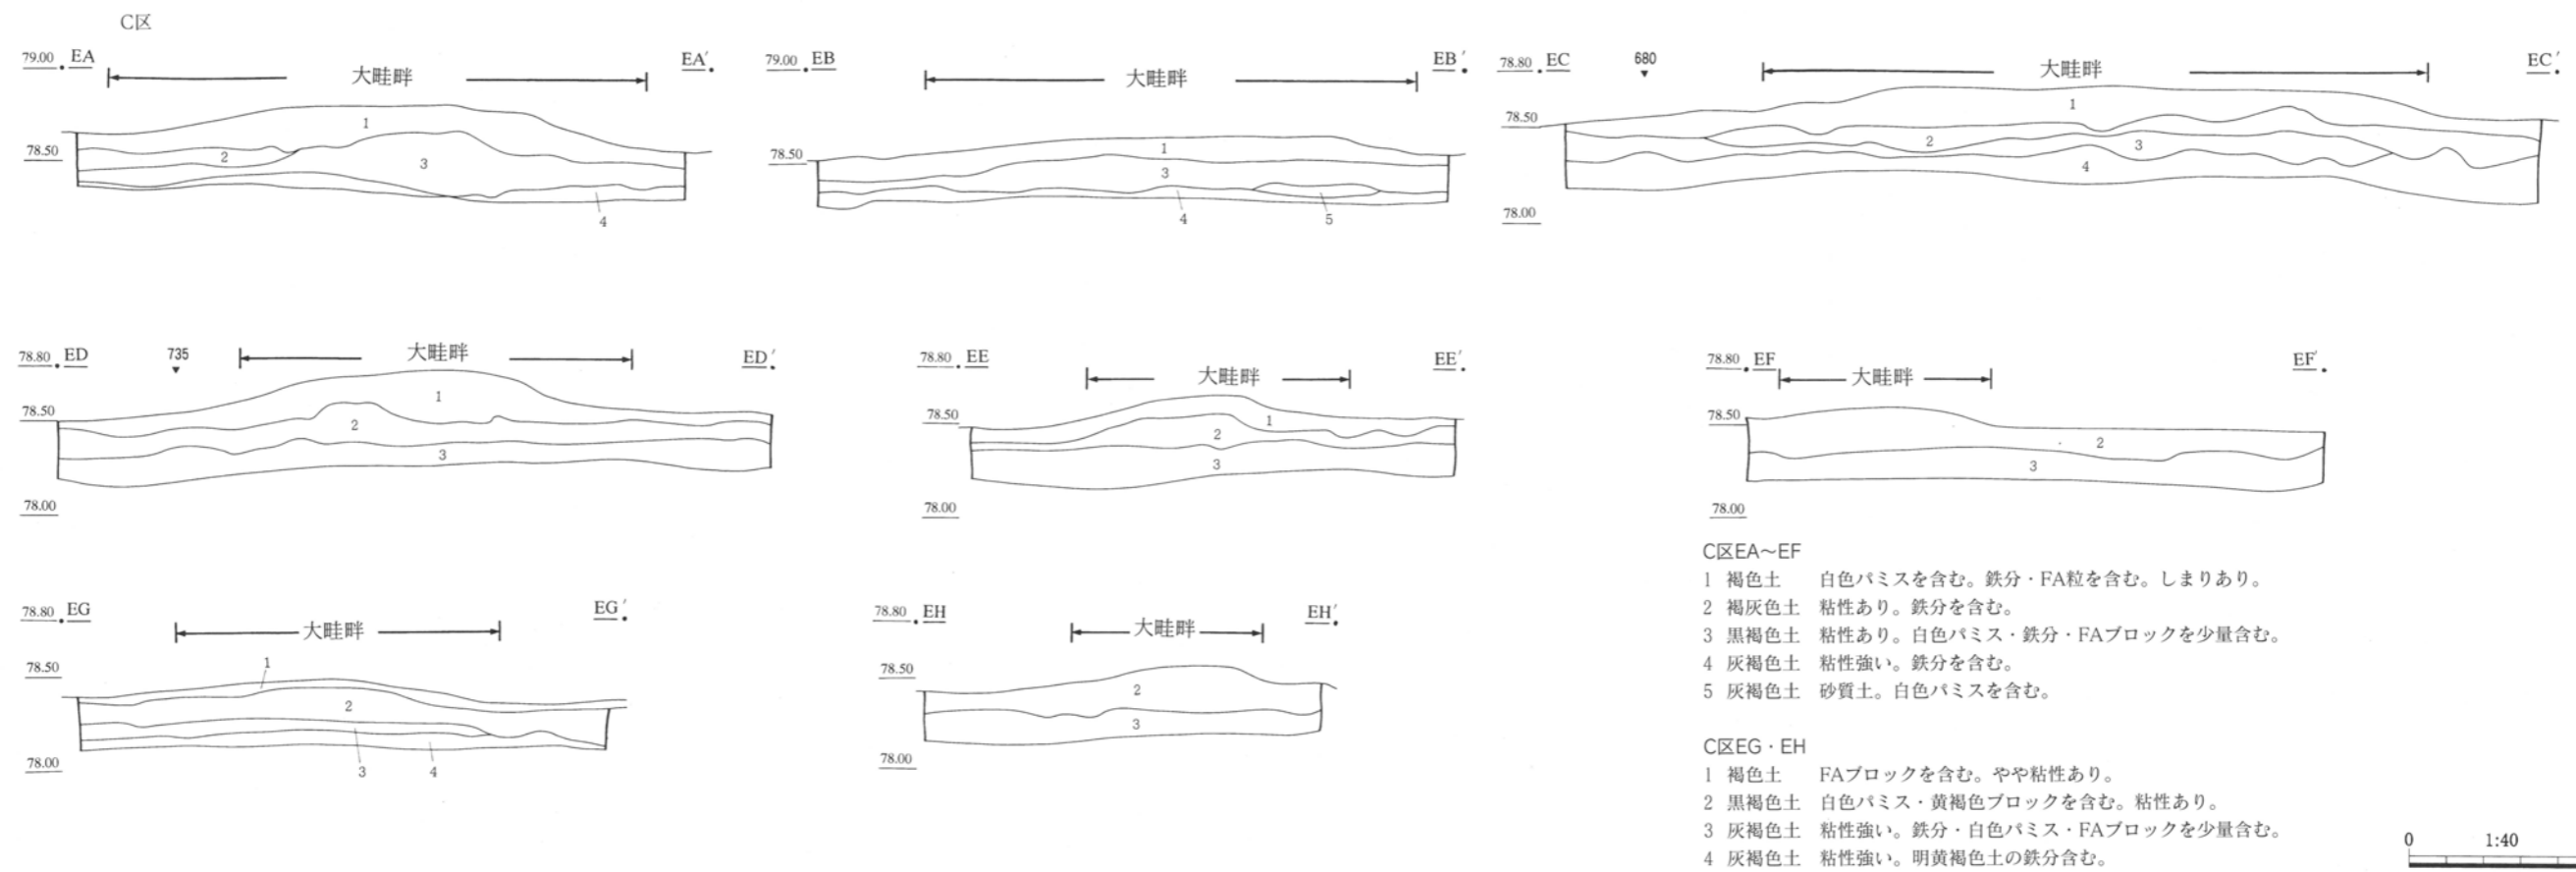 C区
79.00 EA 大畦畔 EA′
78.50
1
2
3
4
79.00 EB 大畦畔 EB′
78.50
1
3
4
5
78.80 EC 680 大畦畔 EC′
78.50
1
2
3
4
78.00
78.80 ED 735 大畦畔 ED′
78.50
1
2
3
78.00
78.80 EE 大畦畔 EE′
78.50
1
2
3
78.00
78.80 EF 大畦畔 EF′
78.50
2
3
78.00
78.80 EG 大畦畔 EG′
78.50
1
2
3
4
78.00
78.80 EH 大畦畔 EH′
78.50
2
3
78.00
C区EA～EF
1 褐色土 白色パミスを含む。鉄分・FA粒を含む。しまりあり。
2 褐灰色土 粘性あり。鉄分を含む。
3 黒褐色土 粘性あり。白色パミス・鉄分・FAブロックを少量含む。
4 灰褐色土 粘性強い。鉄分を含む。
5 灰褐色土 砂質土。白色パミスを含む。
C区EG・EH
1 褐色土 FAブロックを含む。やや粘性あり。
2 黒褐色土 白色パミス・黄褐色ブロックを含む。粘性あり。
3 灰褐色土 粘性強い。鉄分・白色パミス・FAブロックを少量含む。
4 灰褐色土 粘性強い。明黄褐色土の鉄分含む。
0 1:40